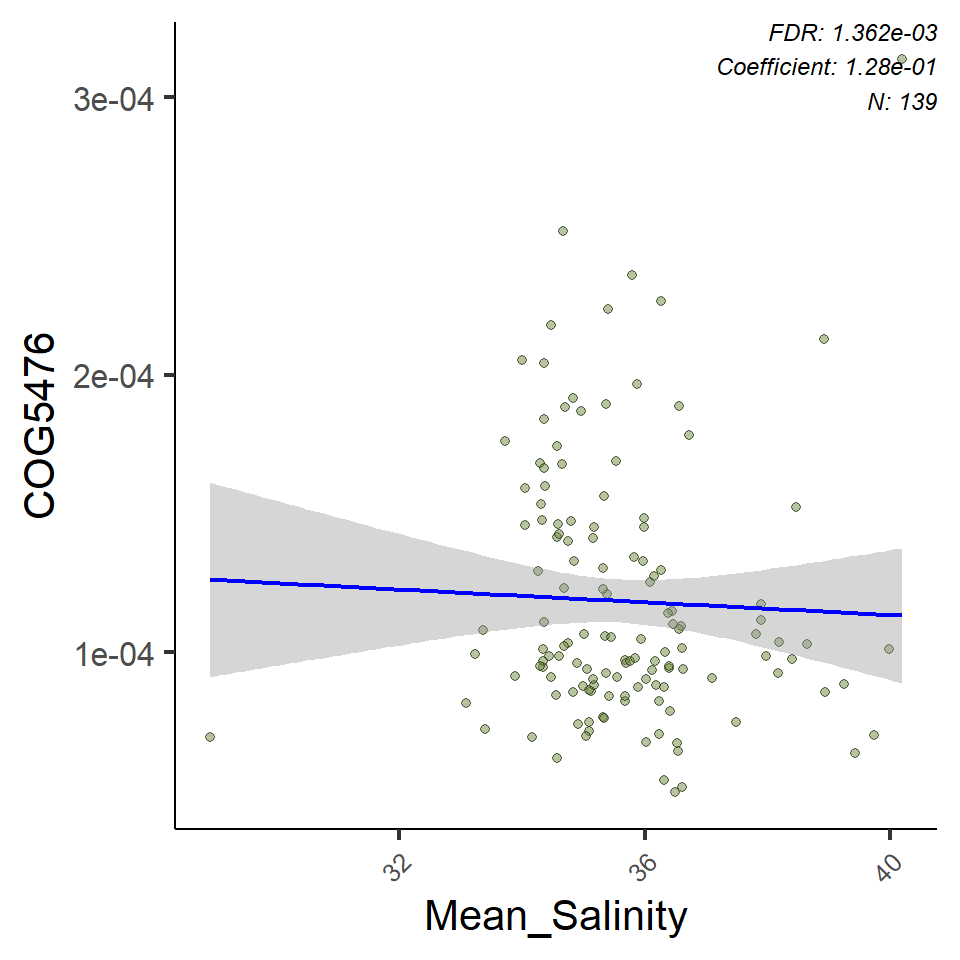 FDR: 1.362e-03
Coefficient: 1.28e-01
N: 139
3e-04
2e-04
1e-04
COG5476
32
36
40
Mean_Salinity